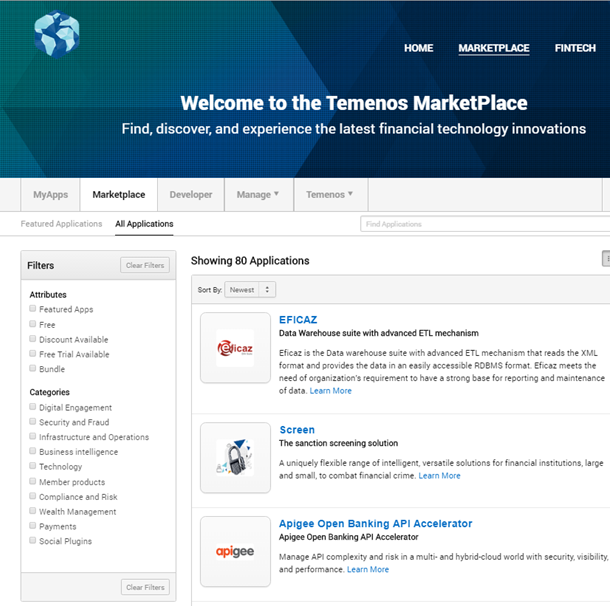 HOME MARKETPLACE FINTECH
Welcome to the Temenos MarketPlace
Find, discover, and experience the latest financial technology innovations
MyApps Marketplace Developer Manage Temenos
Featured Applications All Applications Find Applications
Filters Clear Filters
Attributes
Featured Apps
Free
Discount Available
Free Trial Available
Bundle
Categories
Digital Engagement
Security and Fraud
Infrastructure and Operations
Business intelligence
Technology
Member products
Compliance and Risk
Wealth Management
Payments
Social Plugins
Clear Filters
Showing 80 Applications
Sort By: Newest
eficaz
EFICAZ
Data Warehouse suite with advanced ETL mechanism
Eficaz is the Data warehouse suite with advanced ETL mechanism that reads the XML
format and provides the data in an easily accessible RDBMS format. Eficaz meets the
need of organization's requirement to have a strong base for reporting and maintenance
of data. Learn More
Screen
The sanction screening solution
A uniquely flexible range of intelligent, versatile solutions for financial institutions, large
and small, to combat financial crime. Learn More
apigee
Apigee Open Banking API Accelerator
Apigee Open Banking API Accelerator
Manage API complexity and risk in a multi- and hybrid-cloud world with security, visibility,
and performance. Learn More